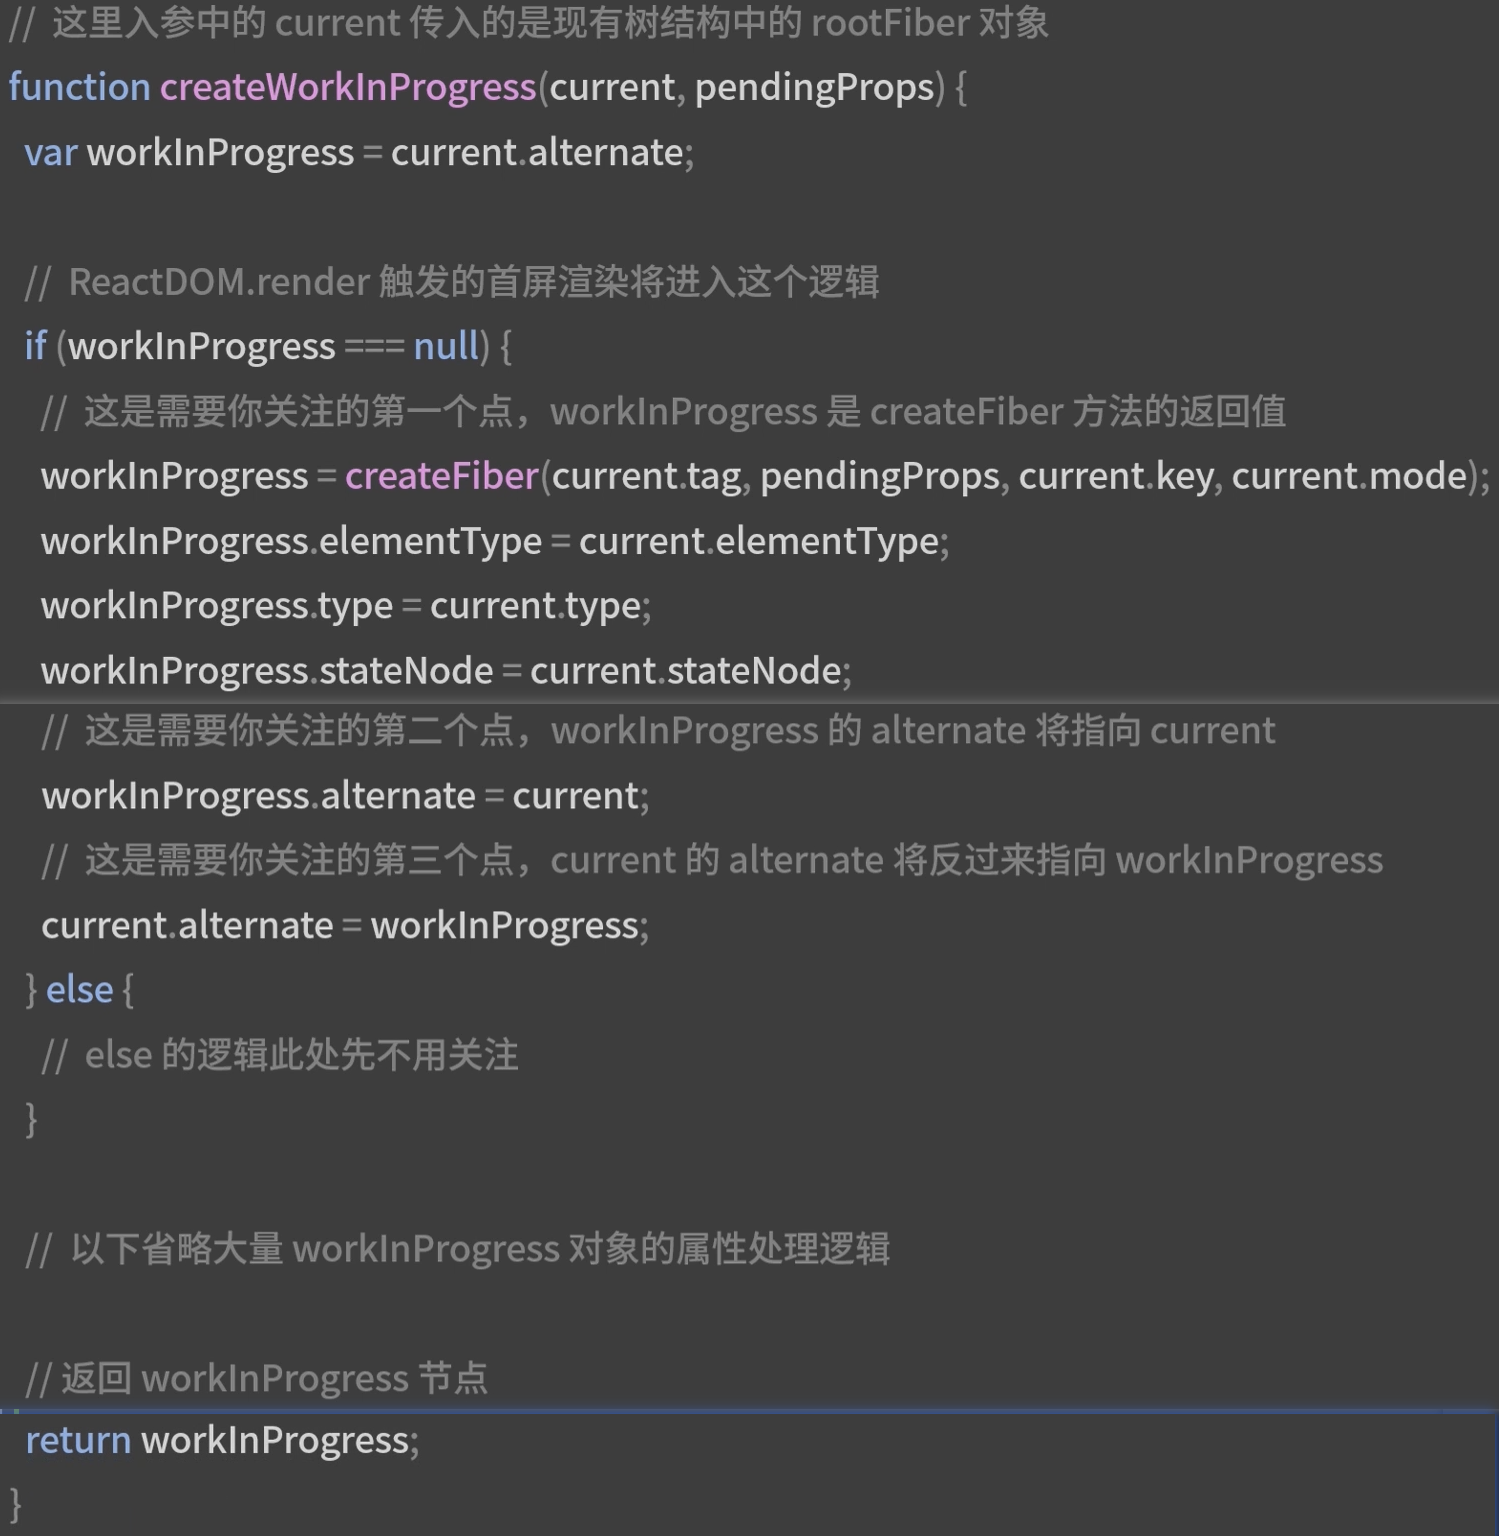 // 这里入参中的 current 传入的是现有树结构中的 rootFiber 对象
function createWorkInProgress(current, pendingProps) {
var workInProgress = current.alternate;
// ReactDOM.render 触发的首屏渲染将进入这个逻辑
if (workInProgress === null) {
// 这是需要你关注的第一个点，workInProgress 是 createFiber 方法的返回值
workInProgress = createFiber(current.tag, pendingProps, current.key, current.mode);
workInProgress.elementType = current.elementType;
workInProgress.type = current.type;
workInProgress.stateNode = current.stateNode;
// 这是需要你关注的第二个点，workInProgress 的 alternate 将指向 current
workInProgress.alternate = current;
// 这是需要你关注的第三个点，current 的 alternate 将反过来指向 workInProgress
current.alternate = workInProgress;
} else {
// else 的逻辑此处先不用关注
}
// 以下省略大量 workInProgress 对象的属性处理逻辑
// 返回 workInProgress 节点
return workInProgress;
}